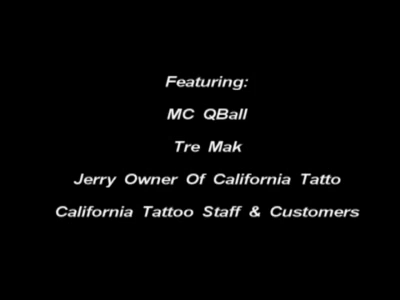 Featuring:
MC QBall
Tre Mak
Jerry Owner Of California Tatto
California Tattoo Staff & Customers